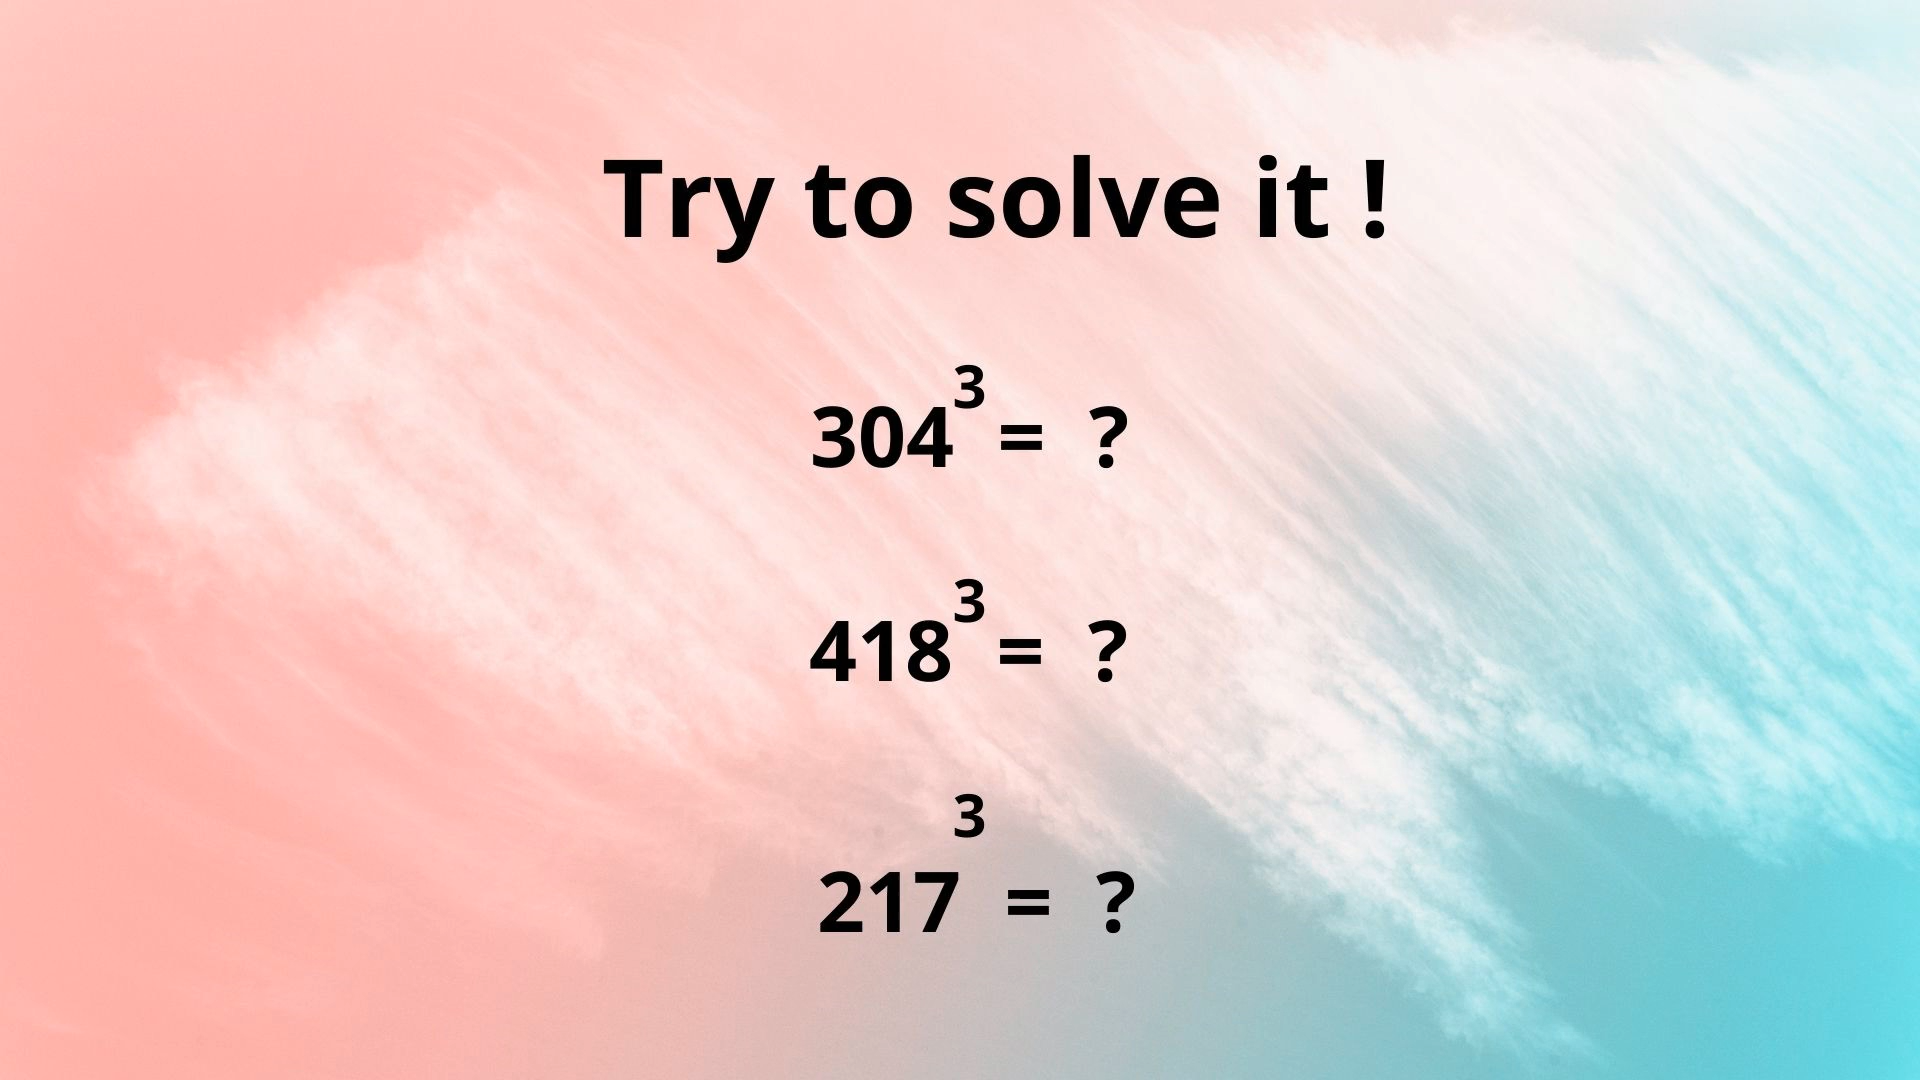 Try to solve it !
304³ = ?
418³ = ?
217³ = ?